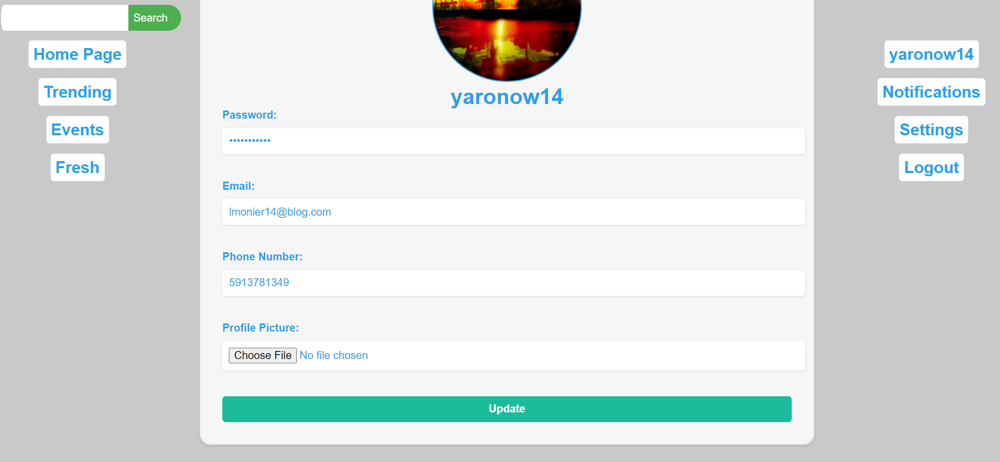 Search
Home Page
Trending
Events
Fresh
yaronow14
Password:
•••••••••••
Email:
lmonier14@blog.com
Phone Number:
5913781349
Profile Picture:
Choose File No file chosen
Update
yaronow14
Notifications
Settings
Logout